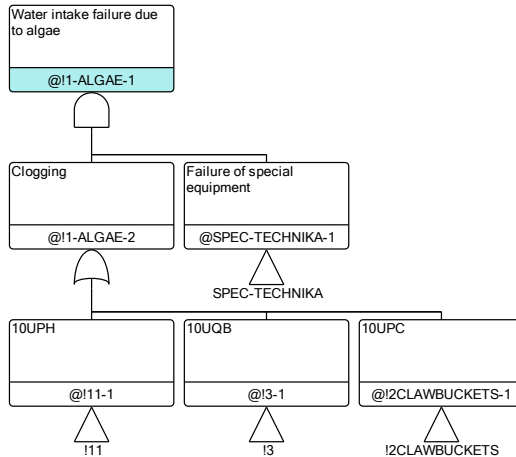 Water intake failure due
to algae
@!1-ALGAE-1
Clogging
Failure of special
equipment
@!1-ALGAE-2
@SPEC-TECHNIKA-1
SPEC-TECHNIKA
10UPH
10UQB
10UPC
@!11-1
@!3-1
@!2CLAWBUCKETS-1
!11
!3
!2CLAWBUCKETS